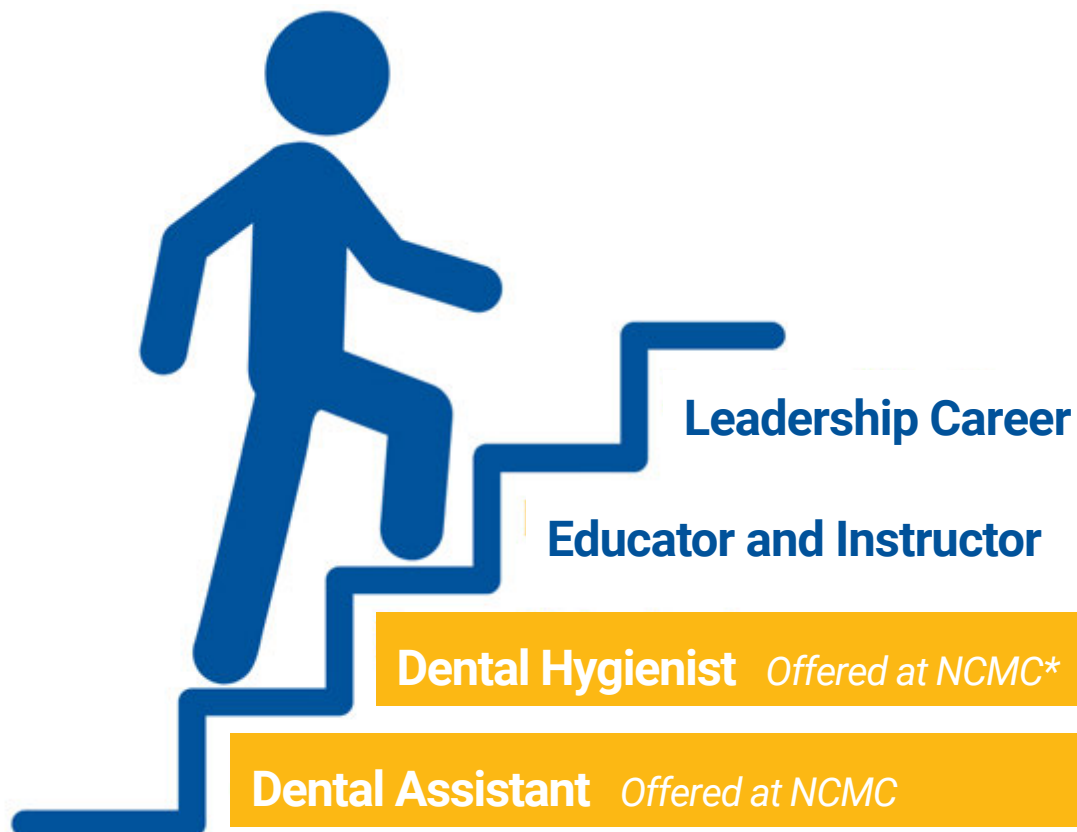 Leadership Career
Educator and Instructor
Dental Hygienist Offered at NCMC*
Dental Assistant Offered at NCMC